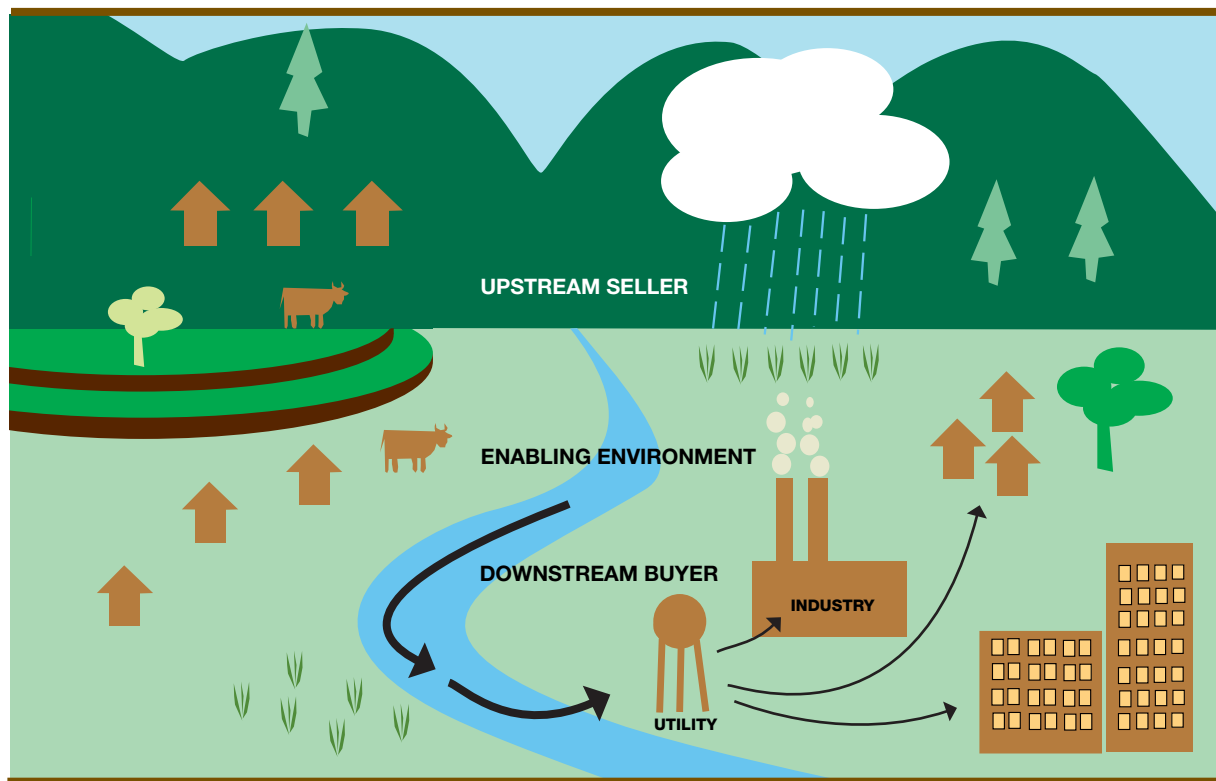 UPSTREAM SELLER
ENABLING ENVIRONMENT
DOWNSTREAM BUYER
INDUSTRY
UTILITY